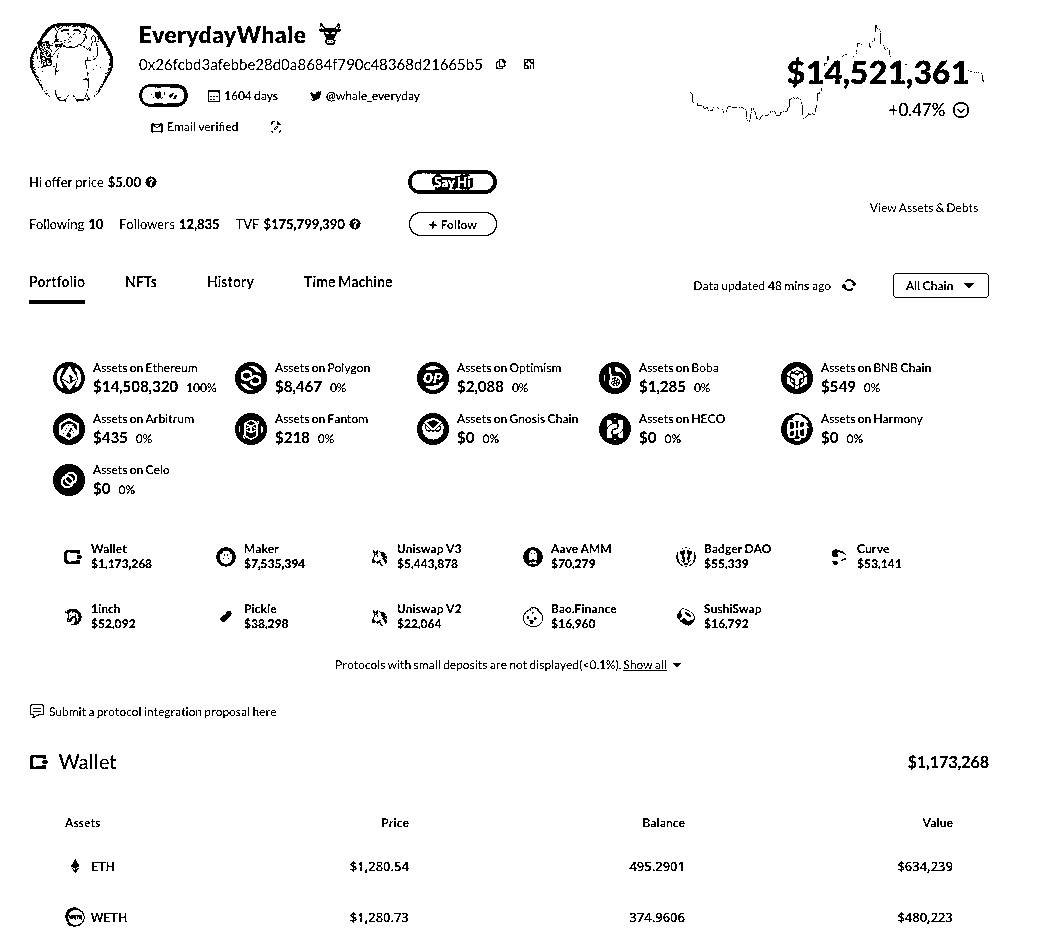 EverydayWhale
0x26fcbd3afebbe28d0a8684f790c48368d21665b5
1604 days @whale_everyday
Email verified
$14,521,361
+0.47%
Hi offer price $5.00
Say Hi
Following 10 Followers 12,835 TVF $175,799,390
+ Follow
View Assets & Debts
Portfolio NFTs History Time Machine
Data updated 48 mins ago
All Chain
Assets on Ethereum
$14,508,320 100%
Assets on Polygon
$8,467 0%
Assets on Optimism
$2,088 0%
Assets on Boba
$1,285 0%
Assets on BNB Chain
$549 0%
Assets on Arbitrum
$435 0%
Assets on Fantom
$218 0%
Assets on Gnosis Chain
$0 0%
Assets on HECO
$0 0%
Assets on Harmony
$0 0%
Assets on Celo
$0 0%
Wallet
$1,173,268
Maker
$7,535,394
Uniswap V3
$5,443,878
Aave AMM
$70,279
Badger DAO
$55,339
Curve
$53,141
1inch
$52,092
Pickle
$38,298
Uniswap V2
$22,064
Bao.Finance
$16,960
SushiSwap
$16,792
Protocols with small deposits are not displayed(<0.1%). Show all
Submit a protocol integration proposal here
Wallet $1,173,268
Assets Price Balance Value
ETH $1,280.54 495.2901 $634,239
WETH $1,280.73 374.9606 $480,223